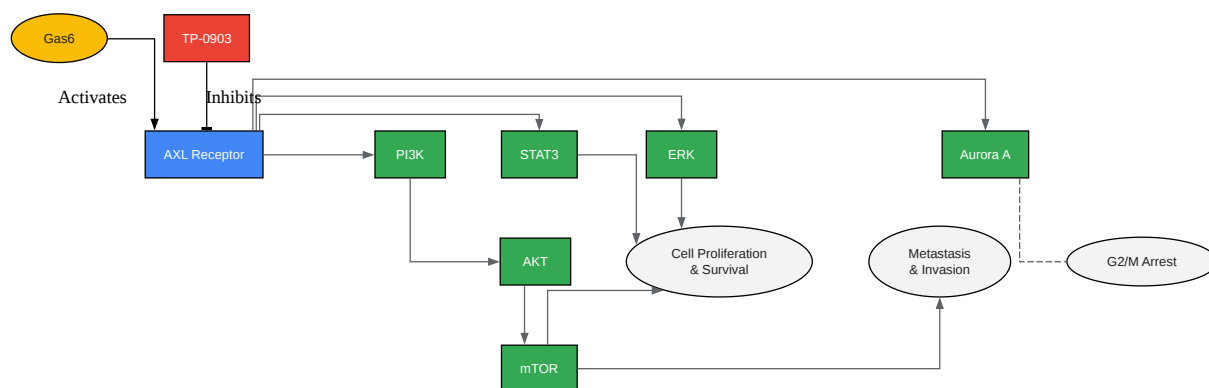 Gas6
TP-0903
Activates
Inhibits
AXL Receptor
PI3K
STAT3
ERK
Aurora A
AKT
Cell Proliferation
& Survival
Metastasis
& Invasion
G2/M Arrest
mTOR